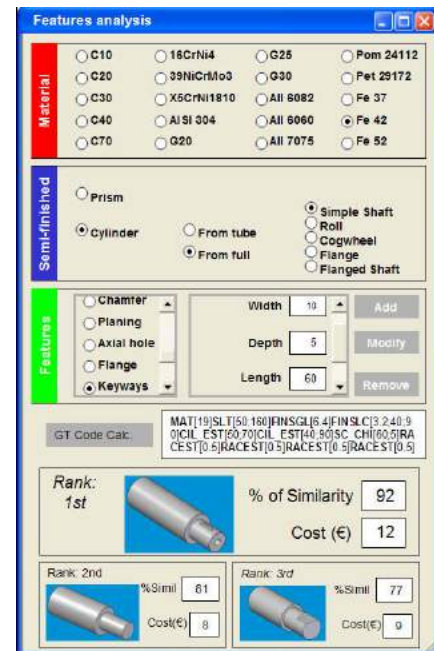 Features analysis
Material
C10 16CrNi4 G25 Pom 24112
C20 39NiCrMo3 G30 Pet 29172
C30 X5CrNi1810 All 6082 Fe 37
C40 AISI 304 All 6060 Fe 42
C70 G20 All 7075 Fe 52
Semi-finished
Prism
Cylinder
From tube
From full
Simple Shaft
Roll
Cogwheel
Flange
Flanged Shaft
Features
Chamfer
Planing
Axial hole
Flange
Keyways
Width 10
Depth 5
Length 60
Add
Modify
Remove
GT Code Calc.
MAT[19]SLT[50;160]FINSGL[6.4]FINSLC[3.2;40;9
0]CIL_EST[50;70]CIL_EST[40;90]SC_CHI[60;5]RA
CEST[0.5]RACEST[0.5]RACEST[0.5]RACEST[0.5]
Rank:
1st
% of Similarity 92
Cost (€) 12
Rank: 2nd
%Simil 81
Cost(€) 8
Rank: 3rd
%Simil 77
Cost(€) 9